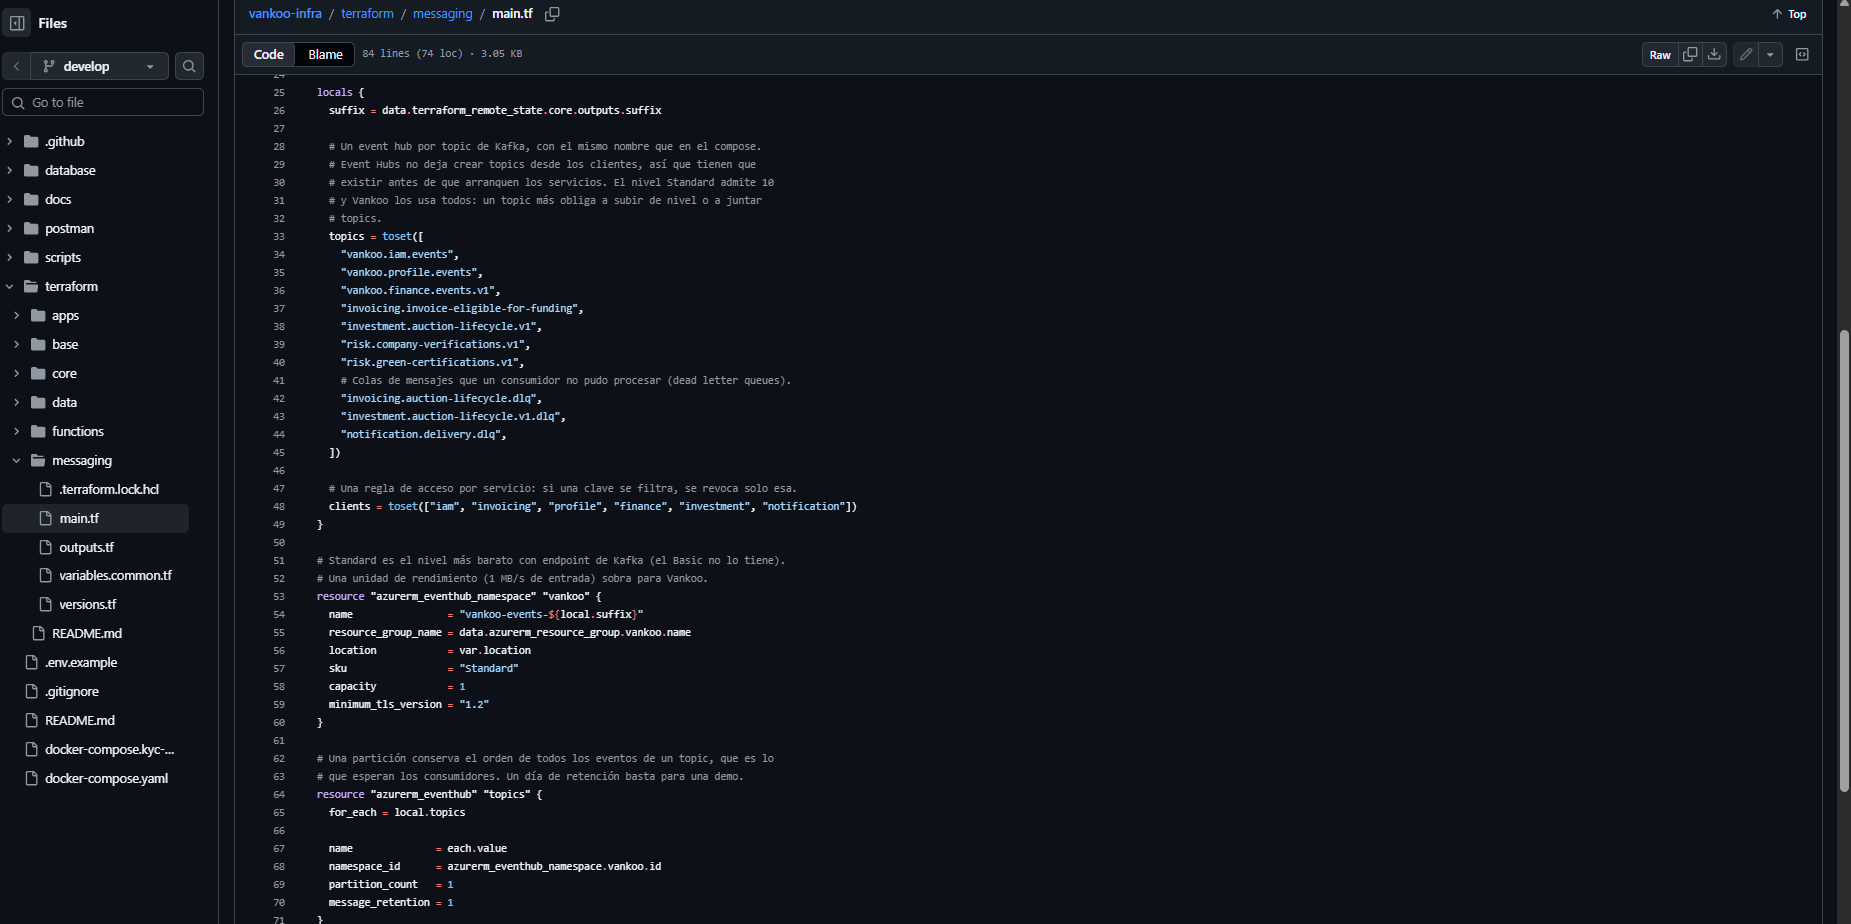 Files
develop
Go to file
.github
database
docs
postman
scripts
terraform
apps
base
core
data
functions
messaging
.terraform.lock.hcl
main.tf
outputs.tf
variables.common.tf
versions.tf
README.md
.env.example
.gitignore
README.md
docker-compose.kyc-...
docker-compose.yaml
vankoo-infra / terraform / messaging / main.tf
Top
Code Blame 84 lines (74 loc) · 3.05 KB
Raw
24
25 locals {
26 suffix = data.terraform_remote_state.core.outputs.suffix
27
28 # Un event hub por topic de Kafka, con el mismo nombre que en el compose.
29 # Event Hubs no deja crear topics desde los clientes, así que tienen que
30 # existir antes de que arranquen los servicios. El nivel Standard admite 10
31 # y Vankoo los usa todos: un topic más obliga a subir de nivel o a juntar
32 # topics.
33 topics = toset([
34 "vankoo.iam.events",
35 "vankoo.profile.events",
36 "vankoo.finance.events.v1",
37 "invoicing.invoice-eligible-for-funding",
38 "investment.auction-lifecycle.v1",
39 "risk.company-verifications.v1",
40 "risk.green-certifications.v1",
41 # Colas de mensajes que un consumidor no pudo procesar (dead letter queues).
42 "invoicing.auction-lifecycle.dlq",
43 "investment.auction-lifecycle.v1.dlq",
44 "notification.delivery.dlq",
45 ])
46
47 # Una regla de acceso por servicio: si una clave se filtra, se revoca solo esa.
48 clients = toset(["iam", "invoicing", "profile", "finance", "investment", "notification"])
49 }
50
51 # Standard es el nivel más barato con endpoint de Kafka (el Basic no lo tiene).
52 # Una unidad de rendimiento (1 MB/s de entrada) sobra para Vankoo.
53 resource "azurerm_eventhub_namespace" "vankoo" {
54 name = "vankoo-events-${local.suffix}"
55 resource_group_name = data.azurerm_resource_group.vankoo.name
56 location = var.location
57 sku = "Standard"
58 capacity = 1
59 minimum_tls_version = "1.2"
60 }
61
62 # Una partición conserva el orden de todos los eventos de un topic, que es lo
63 # que esperan los consumidores. Un día de retención basta para una demo.
64 resource "azurerm_eventhub" "topics" {
65 for_each = local.topics
66
67 name = each.value
68 namespace_id = azurerm_eventhub_namespace.vankoo.id
69 partition_count = 1
70 message_retention = 1
71 }